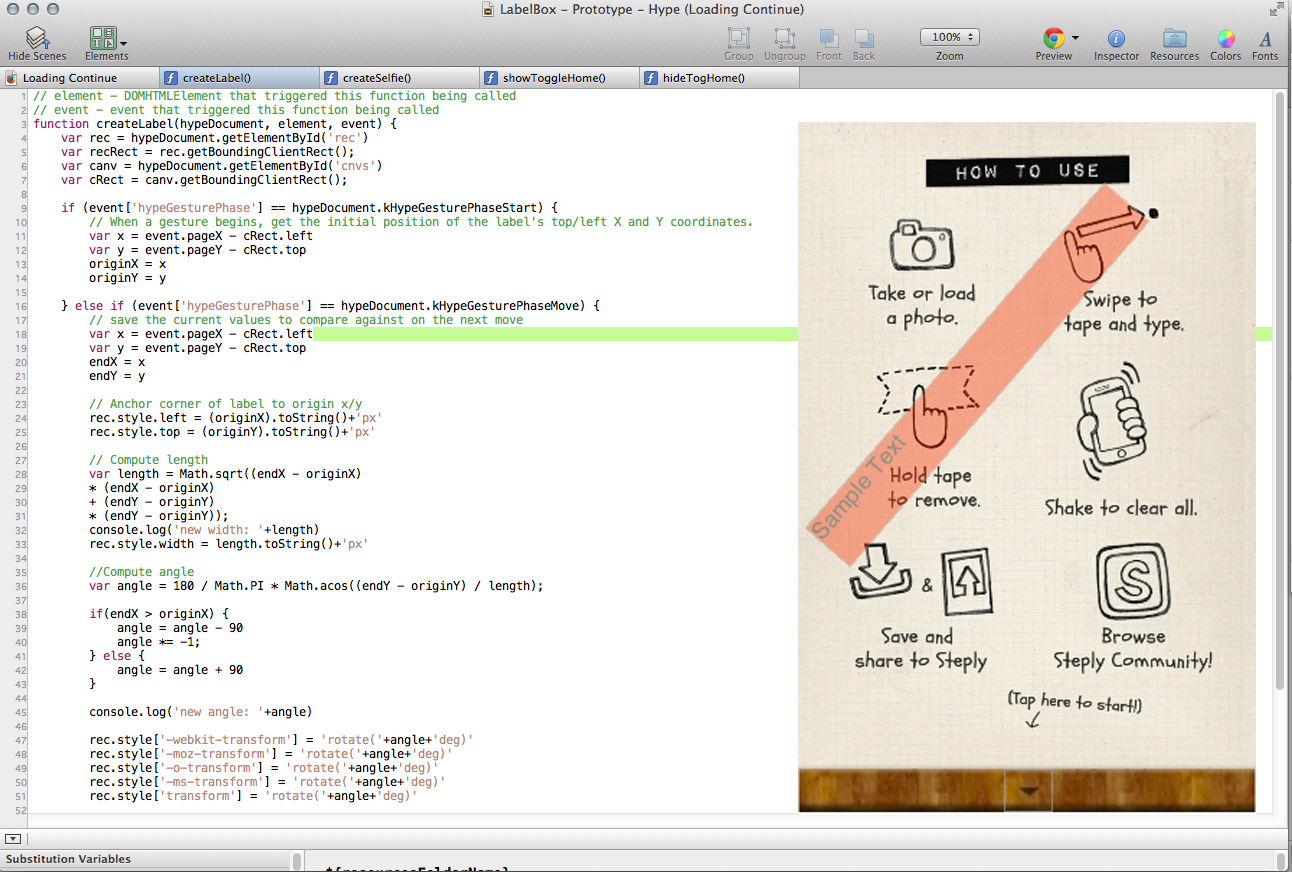 LabelBox – Prototype – Hype (Loading Continue)
Hide Scenes
Elements
Group
Ungroup
Front
Back
100%
Zoom
Preview
Inspector
Resources
Colors
Fonts
Loading Continue
createLabel()
createSelfie()
showToggleHome()
hideTogHome()
1 // element – DOMHTMLElement that triggered this function being called
2 // event – event that triggered this function being called
3 function createLabel(hypeDocument, element, event) {
4 var rec = hypeDocument.getElementById('rec')
5 var recRect = rec.getBoundingClientRect();
6 var canv = hypeDocument.getElementById('cnvs')
7 var cRect = canv.getBoundingClientRect();
8
9 if (event['hypeGesturePhase'] == hypeDocument.kHypeGesturePhaseStart) {
10 // When a gesture begins, get the initial position of the label's top/left X and Y coordinates.
11 var x = event.pageX – cRect.left
12 var y = event.pageY – cRect.top
13 originX = x
14 originY = y
15
16 } else if (event['hypeGesturePhase'] == hypeDocument.kHypeGesturePhaseMove) {
17 // save the current values to compare against on the next move
18 var x = event.pageX – cRect.left
19 var y = event.pageY – cRect.top
20 endX = x
21 endY = y
22
23 // Anchor corner of label to origin x/y
24 rec.style.left = (originX).toString()+'px'
25 rec.style.top = (originY).toString()+'px'
26
27 // Compute length
28 var length = Math.sqrt((endX – originX)
29 * (endX – originX)
30 + (endY – originY)
31 * (endY – originY));
32 console.log('new width: '+length)
33 rec.style.width = length.toString()+'px'
34
35 //Compute angle
36 var angle = 180 / Math.PI * Math.acos((endY – originY) / length);
37
38 if(endX > originX) {
39 angle = angle – 90
40 angle *= –1;
41 } else {
42 angle = angle + 90
43 }
44
45 console.log('new angle: '+angle)
46
47 rec.style['-webkit-transform'] = 'rotate('+angle+'deg)'
48 rec.style['-moz-transform'] = 'rotate('+angle+'deg)'
49 rec.style['-o-transform'] = 'rotate('+angle+'deg)'
50 rec.style['-ms-transform'] = 'rotate('+angle+'deg)'
51 rec.style['transform'] = 'rotate('+angle+'deg)'
52
HOW TO USE
Take or load
a photo.
Swipe to
tape and type.
Sample Text
Hold tape
to remove.
Shake to clear all.
&
S
Save and
share to Steply
Browse
Steply Community!
(Tap here to start!)
Substitution Variables
${resourcesFolderName}